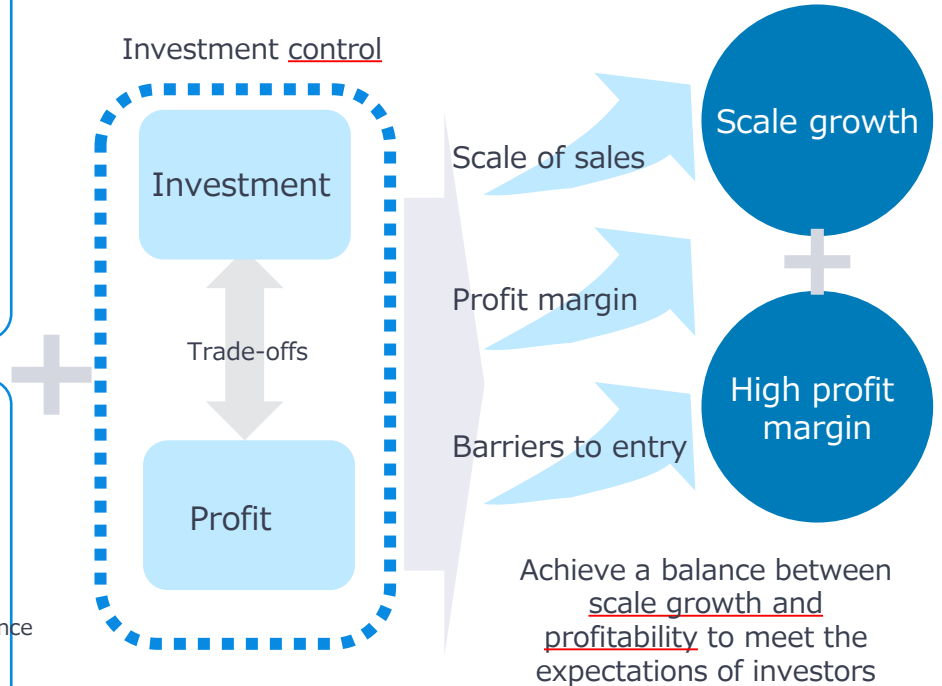 Investment control
Investment
Trade-offs
Profit
Scale of sales
Profit margin
Barriers to entry
Scale growth
High profit
margin
Achieve a balance between
scale growth and
profitability to meet the
expectations of investors